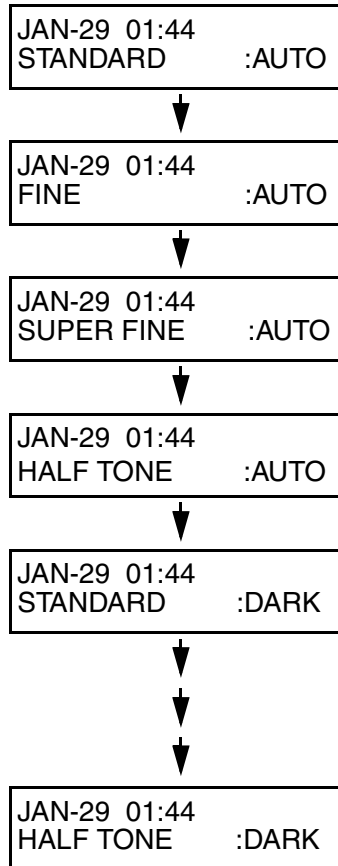 JAN-29 01:44
STANDARD :AUTO
JAN-29 01:44
FINE :AUTO
JAN-29 01:44
SUPER FINE :AUTO
JAN-29 01:44
HALF TONE :AUTO
JAN-29 01:44
STANDARD :DARK
JAN-29 01:44
HALF TONE :DARK